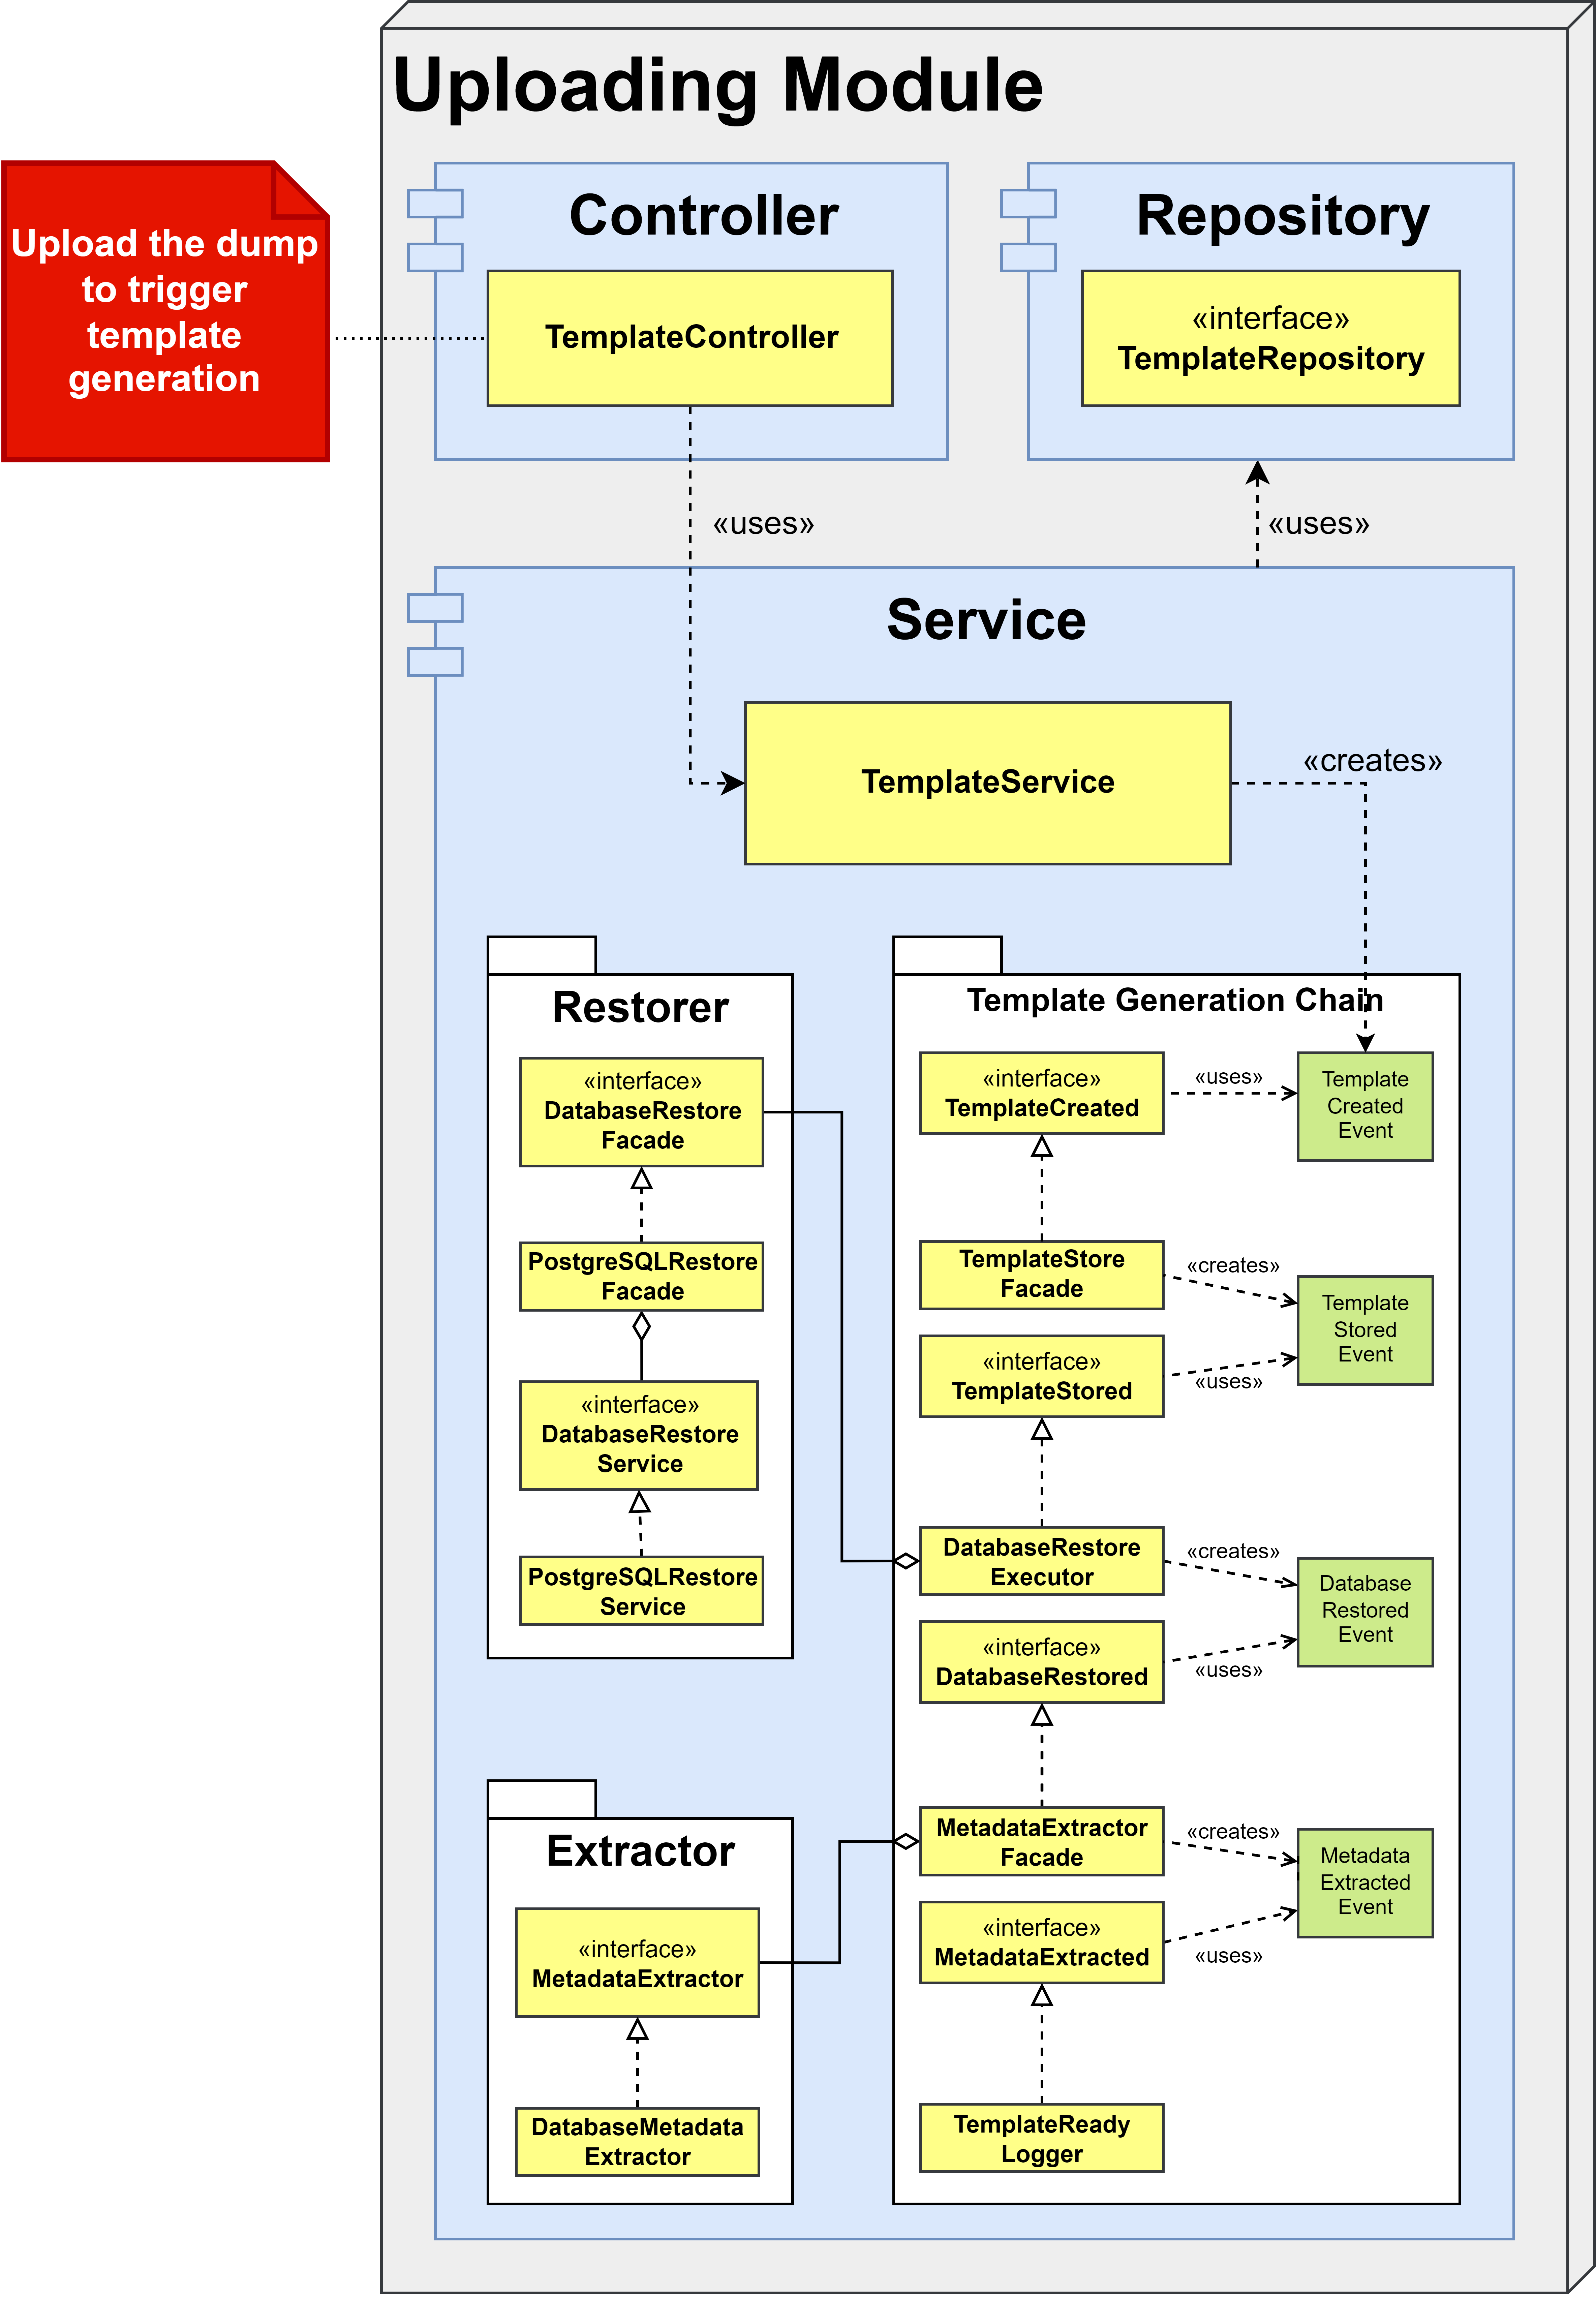 Uploading Module
Upload the dump
to trigger
template
generation
Controller
TemplateController
Repository
«interface»
TemplateRepository
«uses»
«uses»
Service
TemplateService
«creates»
Restorer
«interface»
DatabaseRestore
Facade
PostgreSQLRestore
Facade
«interface»
DatabaseRestore
Service
PostgreSQLRestore
Service
Extractor
«interface»
MetadataExtractor
DatabaseMetadata
Extractor
Template Generation Chain
«interface»
TemplateCreated
«uses»
Template
Created
Event
TemplateStore
Facade
«creates»
Template
Stored
Event
«interface»
TemplateStored
«uses»
DatabaseRestore
Executor
«creates»
Database
Restored
Event
«interface»
DatabaseRestored
«uses»
MetadataExtractor
Facade
«creates»
Metadata
Extracted
Event
«interface»
MetadataExtracted
«uses»
TemplateReady
Logger